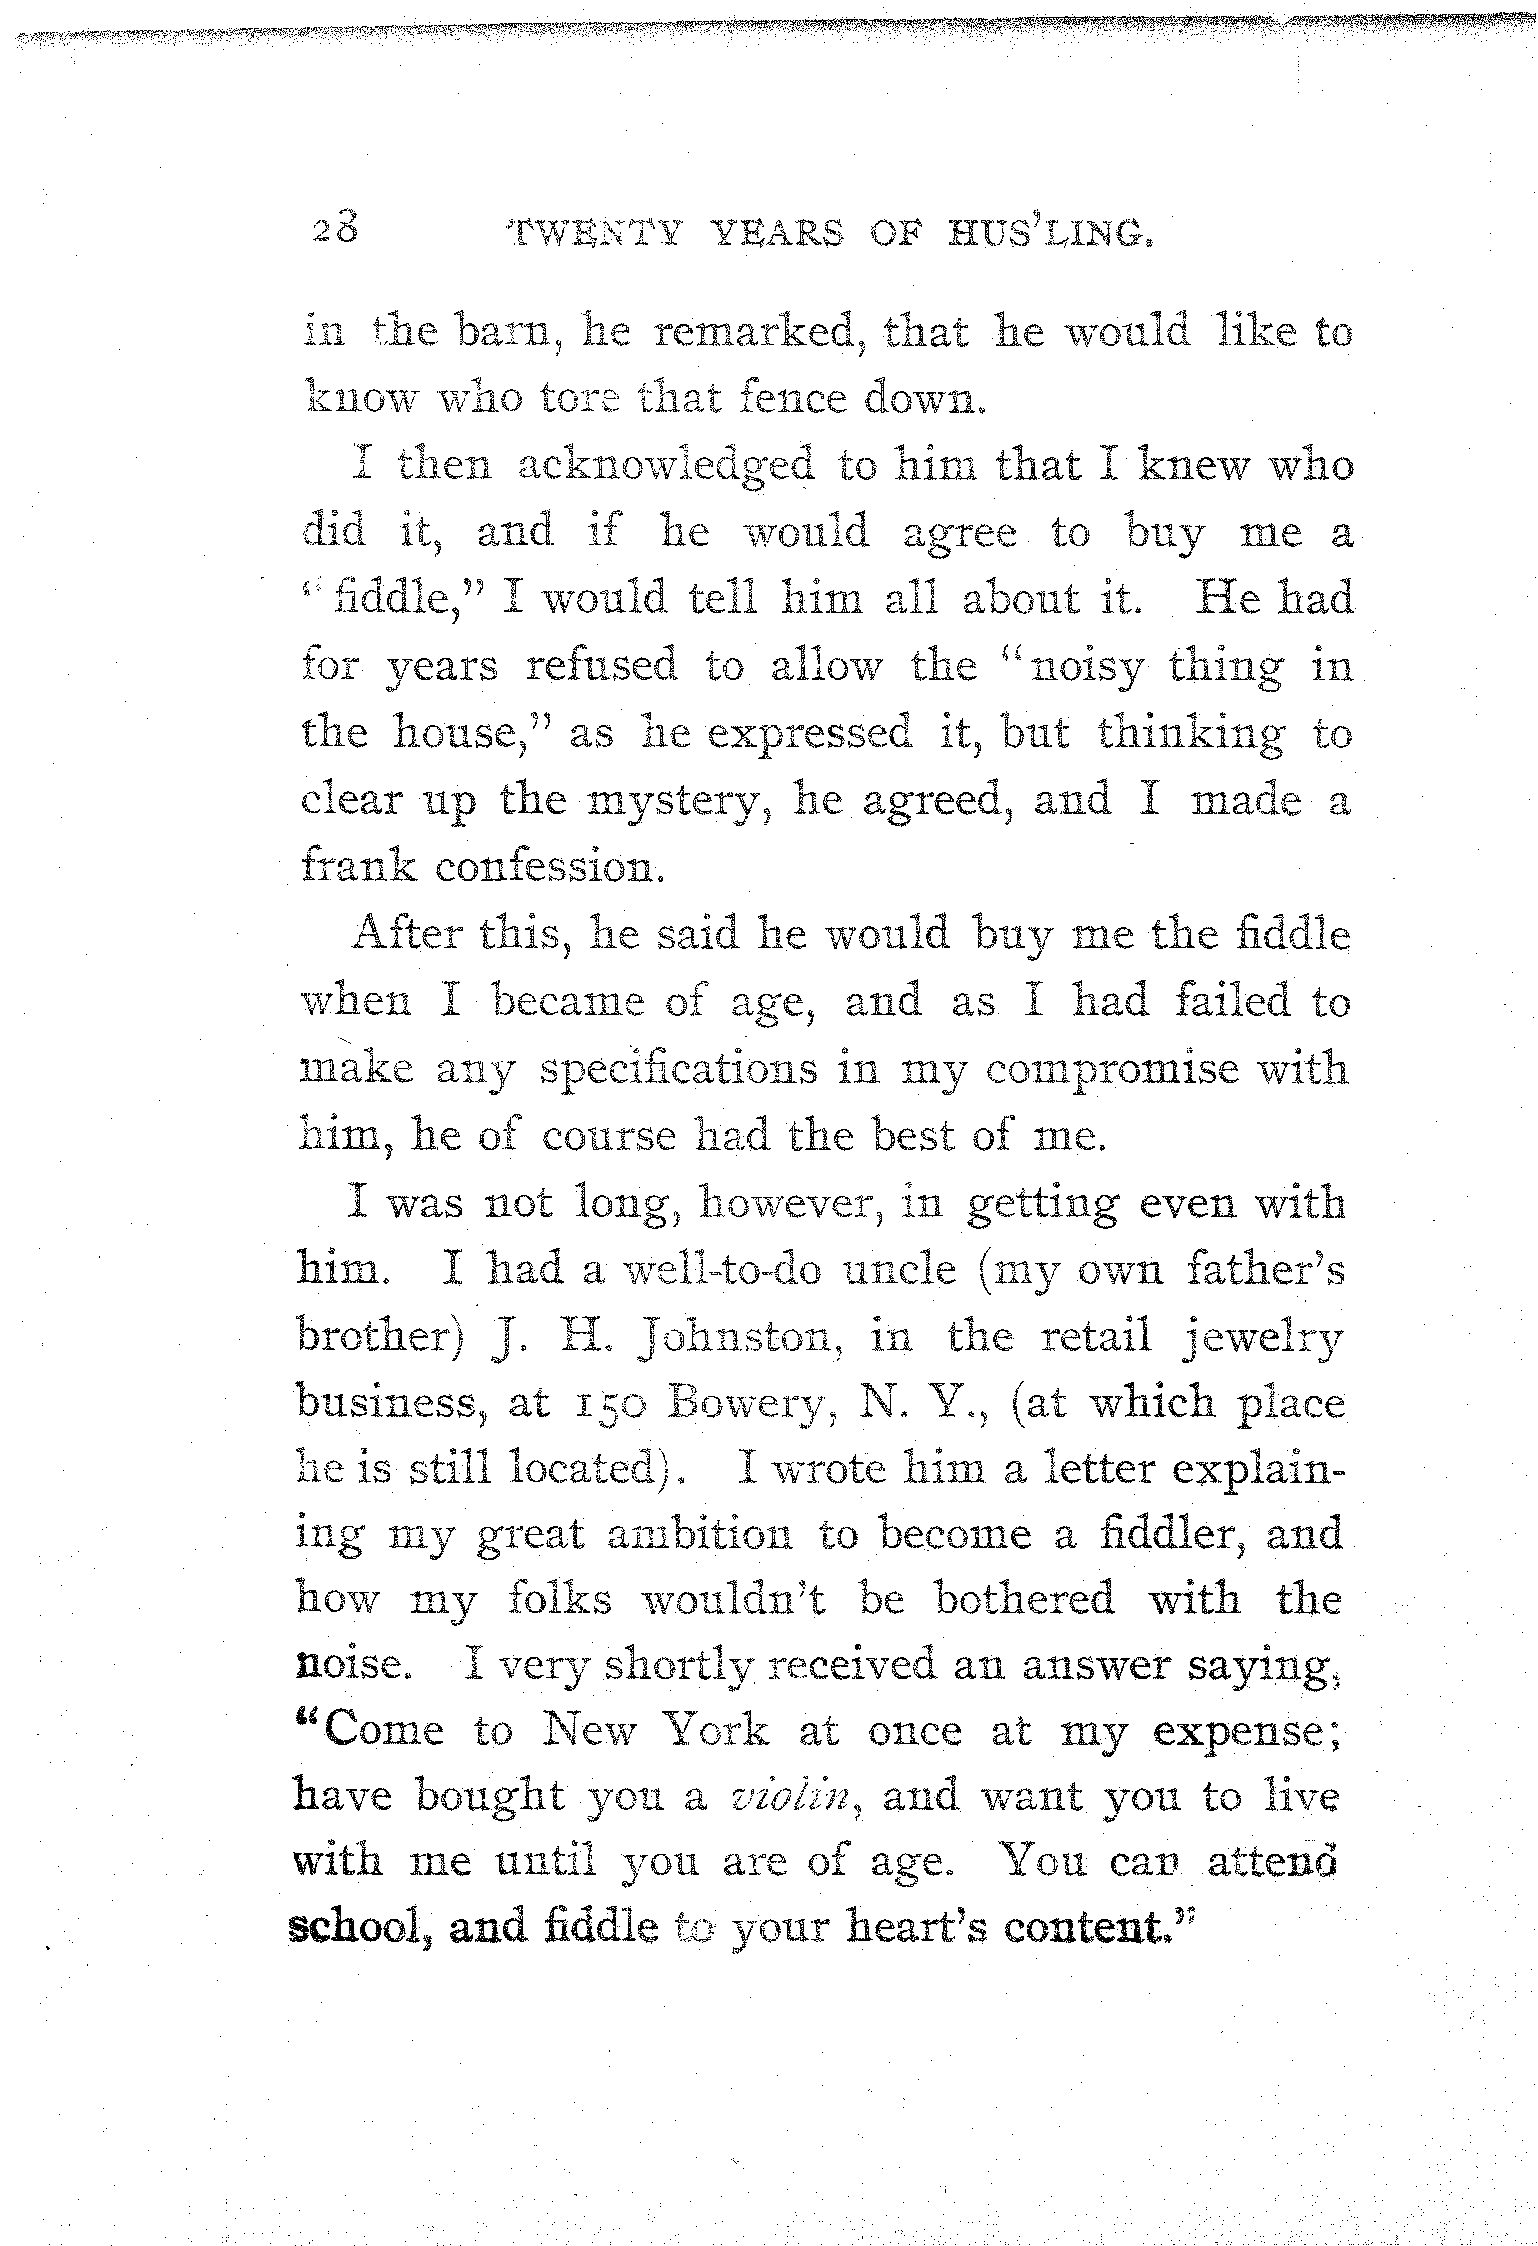 28 TWENTY YEARS OF HUS'LING.
in the barn, he remarked, that he would like to
know who tore that fence down.
I then acknowledged to him that I knew who
did it, and if he would agree to buy me a
"fiddle," I would tell him all about it. He had
for years refused to allow the "noisy thing in
the house," as he expressed it, but thinking to
clear up the mystery, he agreed, and I made a
frank confession.
After this, he said he would buy me the fiddle
when I became of age, and as I had failed to
make any specifications in my compromise with
him, he of course had the best of me.
I was not long, however, in getting even with
him. I had a well-to-do uncle (my own father's
brother) J. H. Johnston, in the retail jewelry
business, at 150 Bowery, N. Y., (at which place
he is still located). I wrote him a letter explain-
ing my great ambition to become a fiddler, and
how my folks wouldn't be bothered with the
noise. I very shortly received an answer saying,
"Come to New York at once at my expense;
have bought you a violin, and want you to live
with me until you are of age. You can attend
school, and fiddle to your heart's content."